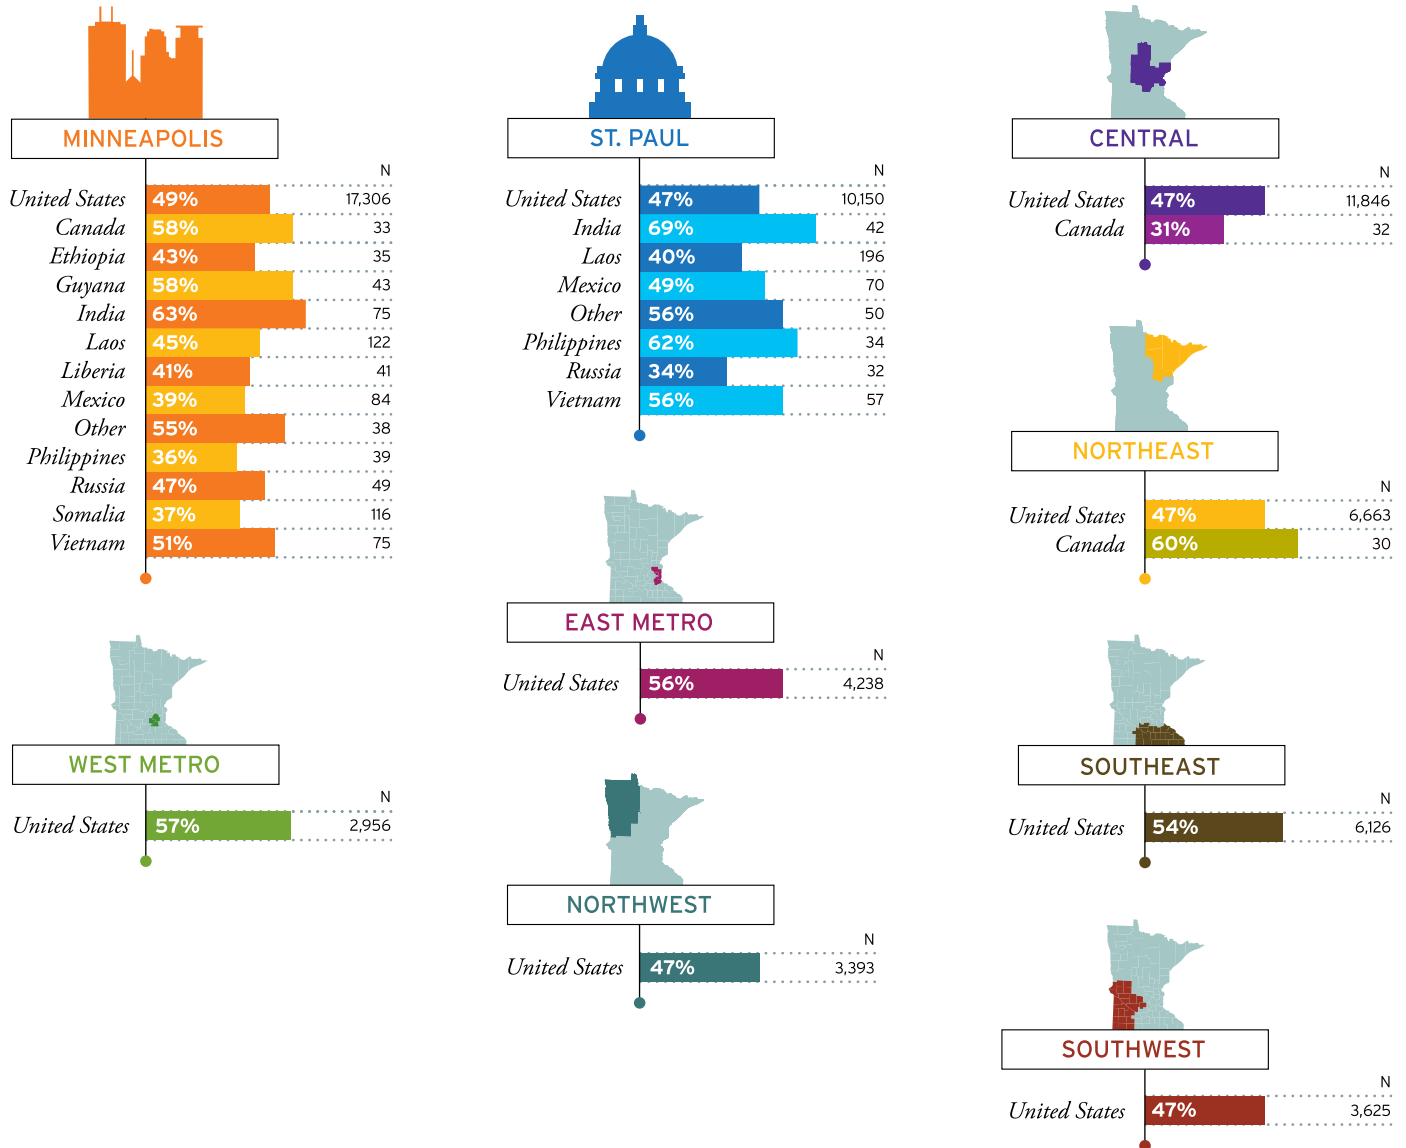 MINNEAPOLIS
N
United States 49% 17,306
Canada 58% 33
Ethiopia 43% 35
Guyana 58% 43
India 63% 75
Laos 45% 122
Liberia 41% 41
Mexico 39% 84
Other 55% 38
Philippines 36% 39
Russia 47% 49
Somalia 37% 116
Vietnam 51% 75
WEST METRO
N
United States 57% 2,956
ST. PAUL
N
United States 47% 10,150
India 69% 42
Laos 40% 196
Mexico 49% 70
Other 56% 50
Philippines 62% 34
Russia 34% 32
Vietnam 56% 57
EAST METRO
N
United States 56% 4,238
NORTHWEST
N
United States 47% 3,393
CENTRAL
N
United States 47% 11,846
Canada 31% 32
NORTHEAST
N
United States 47% 6,663
Canada 60% 30
SOUTHEAST
N
United States 54% 6,126
SOUTHWEST
N
United States 47% 3,625